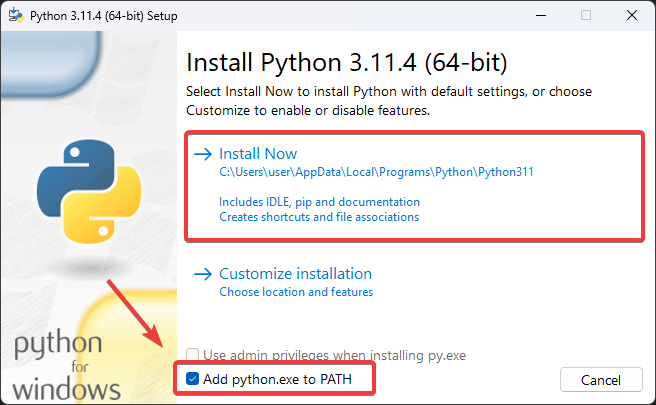 Python 3.11.4 (64-bit) Setup
Install Python 3.11.4 (64-bit)
Select Install Now to install Python with default settings, or choose
Customize to enable or disable features.
Install Now
C:\Users\user\AppData\Local\Programs\Python\Python311
Includes IDLE, pip and documentation
Creates shortcuts and file associations
Customize installation
Choose location and features
python
for
windows
Use admin privileges when installing py.exe
Add python.exe to PATH
Cancel